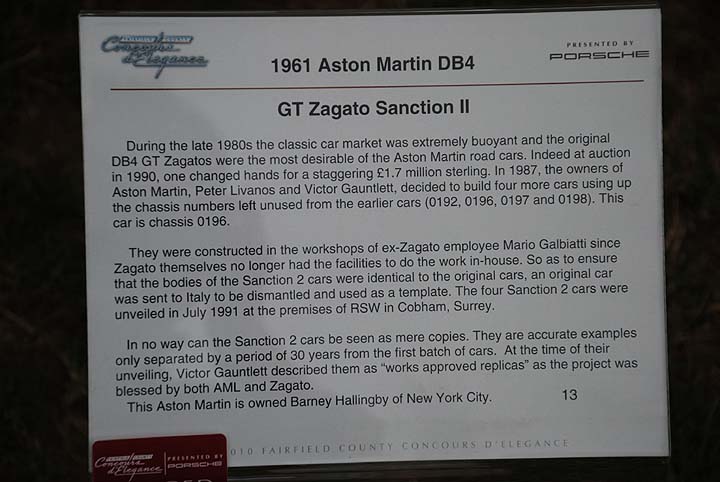 FAIRFIELD COUNTY
Concours
d'Elegance
PRESENTED BY
PORSCHE
1961 Aston Martin DB4
GT Zagato Sanction II
During the late 1980s the classic car market was extremely buoyant and the original
DB4 GT Zagatos were the most desirable of the Aston Martin road cars. Indeed at auction
in 1990, one changed hands for a staggering £1.7 million sterling. In 1987, the owners of
Aston Martin, Peter Livanos and Victor Gauntlett, decided to build four more cars using up
the chassis numbers left unused from the earlier cars (0192, 0196, 0197 and 0198). This
car is chassis 0196.
They were constructed in the workshops of ex-Zagato employee Mario Galbiatti since
Zagato themselves no longer had the facilities to do the work in-house. So as to ensure
that the bodies of the Sanction 2 cars were identical to the original cars, an original car
was sent to Italy to be dismantled and used as a template. The four Sanction 2 cars were
unveiled in July 1991 at the premises of RSW in Cobham, Surrey.
In no way can the Sanction 2 cars be seen as mere copies. They are accurate examples
only separated by a period of 30 years from the first batch of cars. At the time of their
unveiling, Victor Gauntlett described them as “works approved replicas” as the project was
blessed by both AML and Zagato.
This Aston Martin is owned Barney Hallingby of New York City. 13
010 FAIRFIELD COUNTY CONCOURS D'ELEGANCE
FAIRFIELD COUNTY
Concours
d'Elegance
PRESENTED BY
PORSCHE